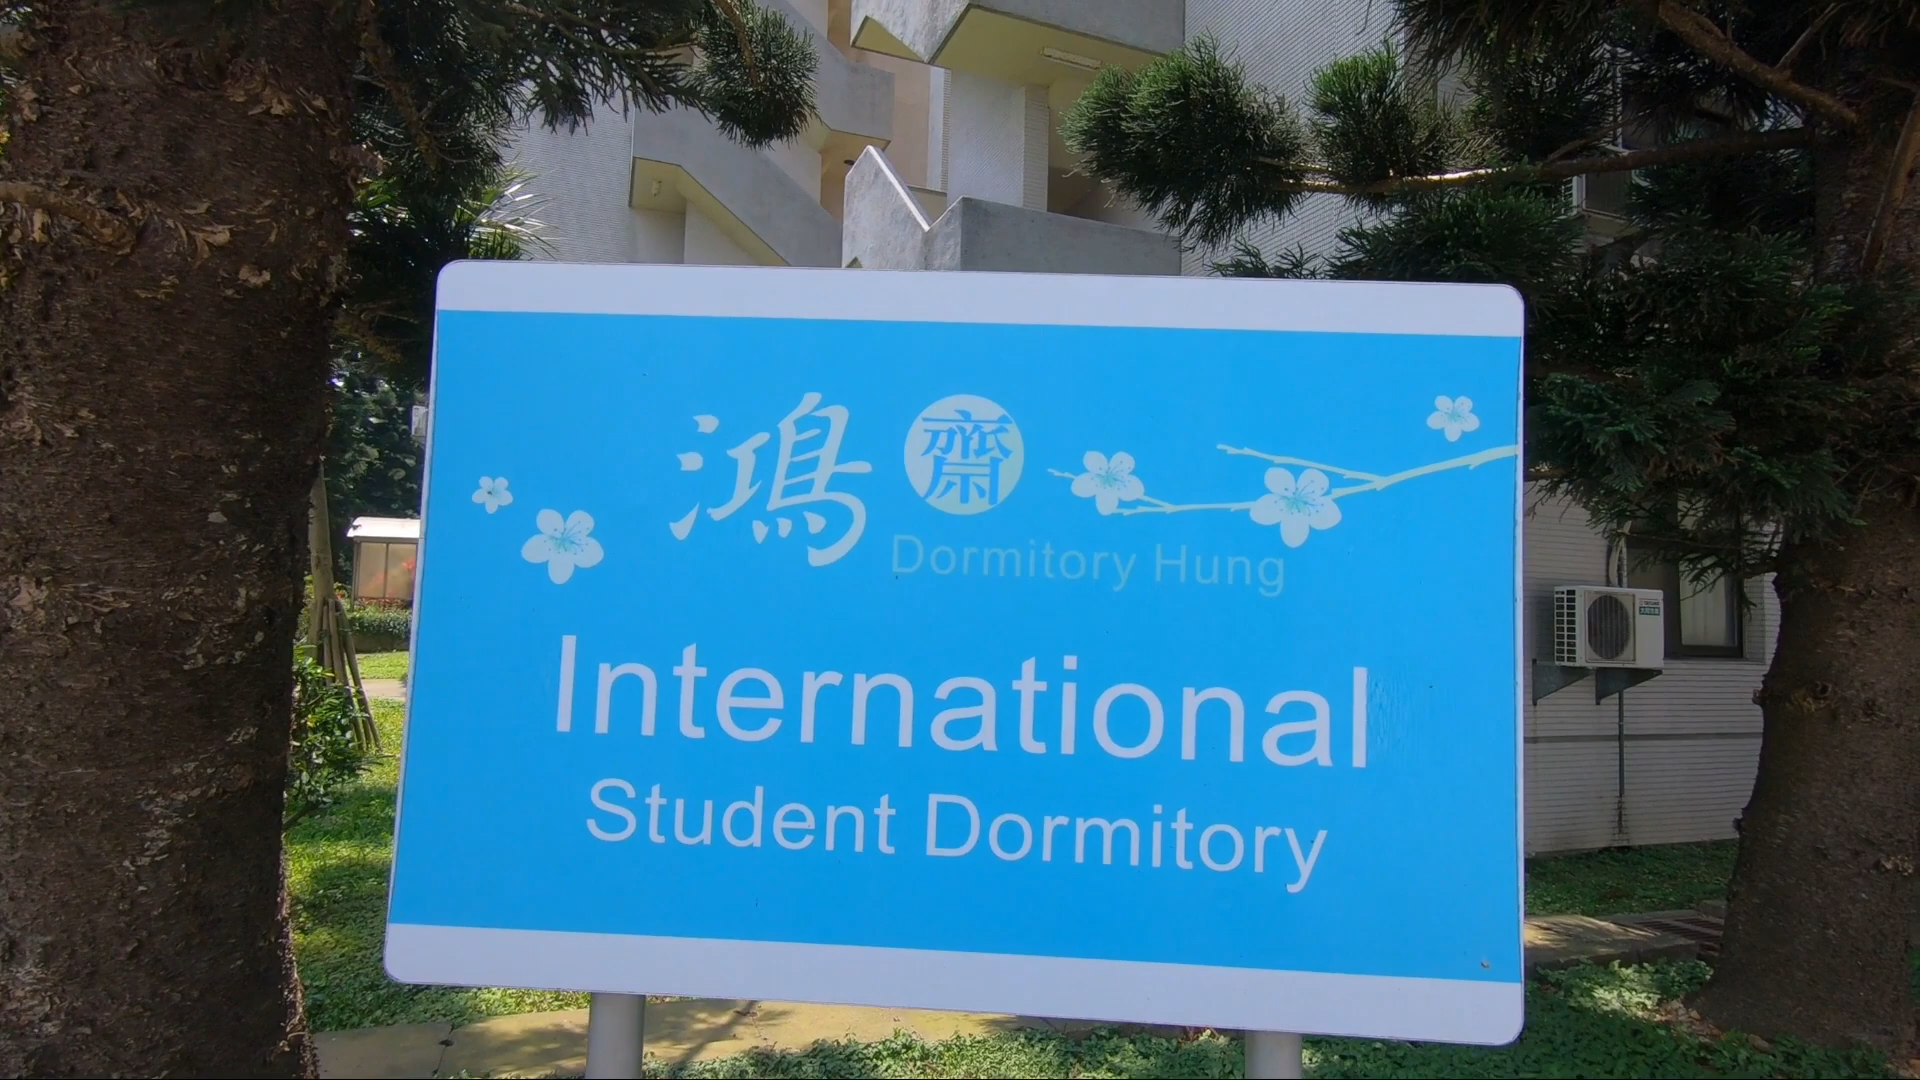 鴻齋
Dormitory Hung
International
Student Dormitory